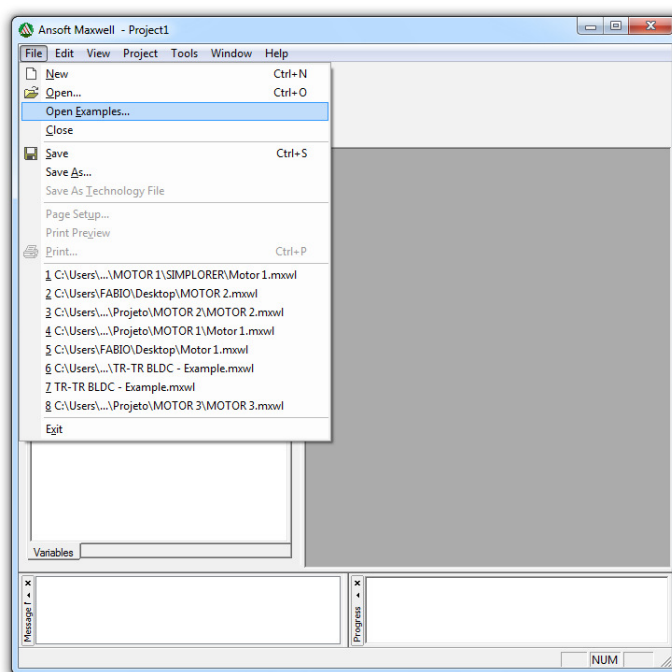 Ansoft Maxwell - Project1
File Edit View Project Tools Window Help
New Ctrl+N
Open... Ctrl+O
Open Examples...
Close
Save Ctrl+S
Save As...
Save As Technology File
Page Setup...
Print Preview
Print... Ctrl+P
1 C:\Users\...\MOTOR 1\SIMPLORER\Motor 1.mxwl
2 C:\Users\FABIO\Desktop\MOTOR 2.mxwl
3 C:\Users\...\Projeto\MOTOR 2\MOTOR 2.mxwl
4 C:\Users\...\Projeto\MOTOR 1\Motor 1.mxwl
5 C:\Users\FABIO\Desktop\Motor 1.mxwl
6 C:\Users\...\TR-TR BLDC - Example.mxwl
7 TR-TR BLDC - Example.mxwl
8 C:\Users\...\Projeto\MOTOR 3\MOTOR 3.mxwl
Exit
Variables
Message
Progress
NUM